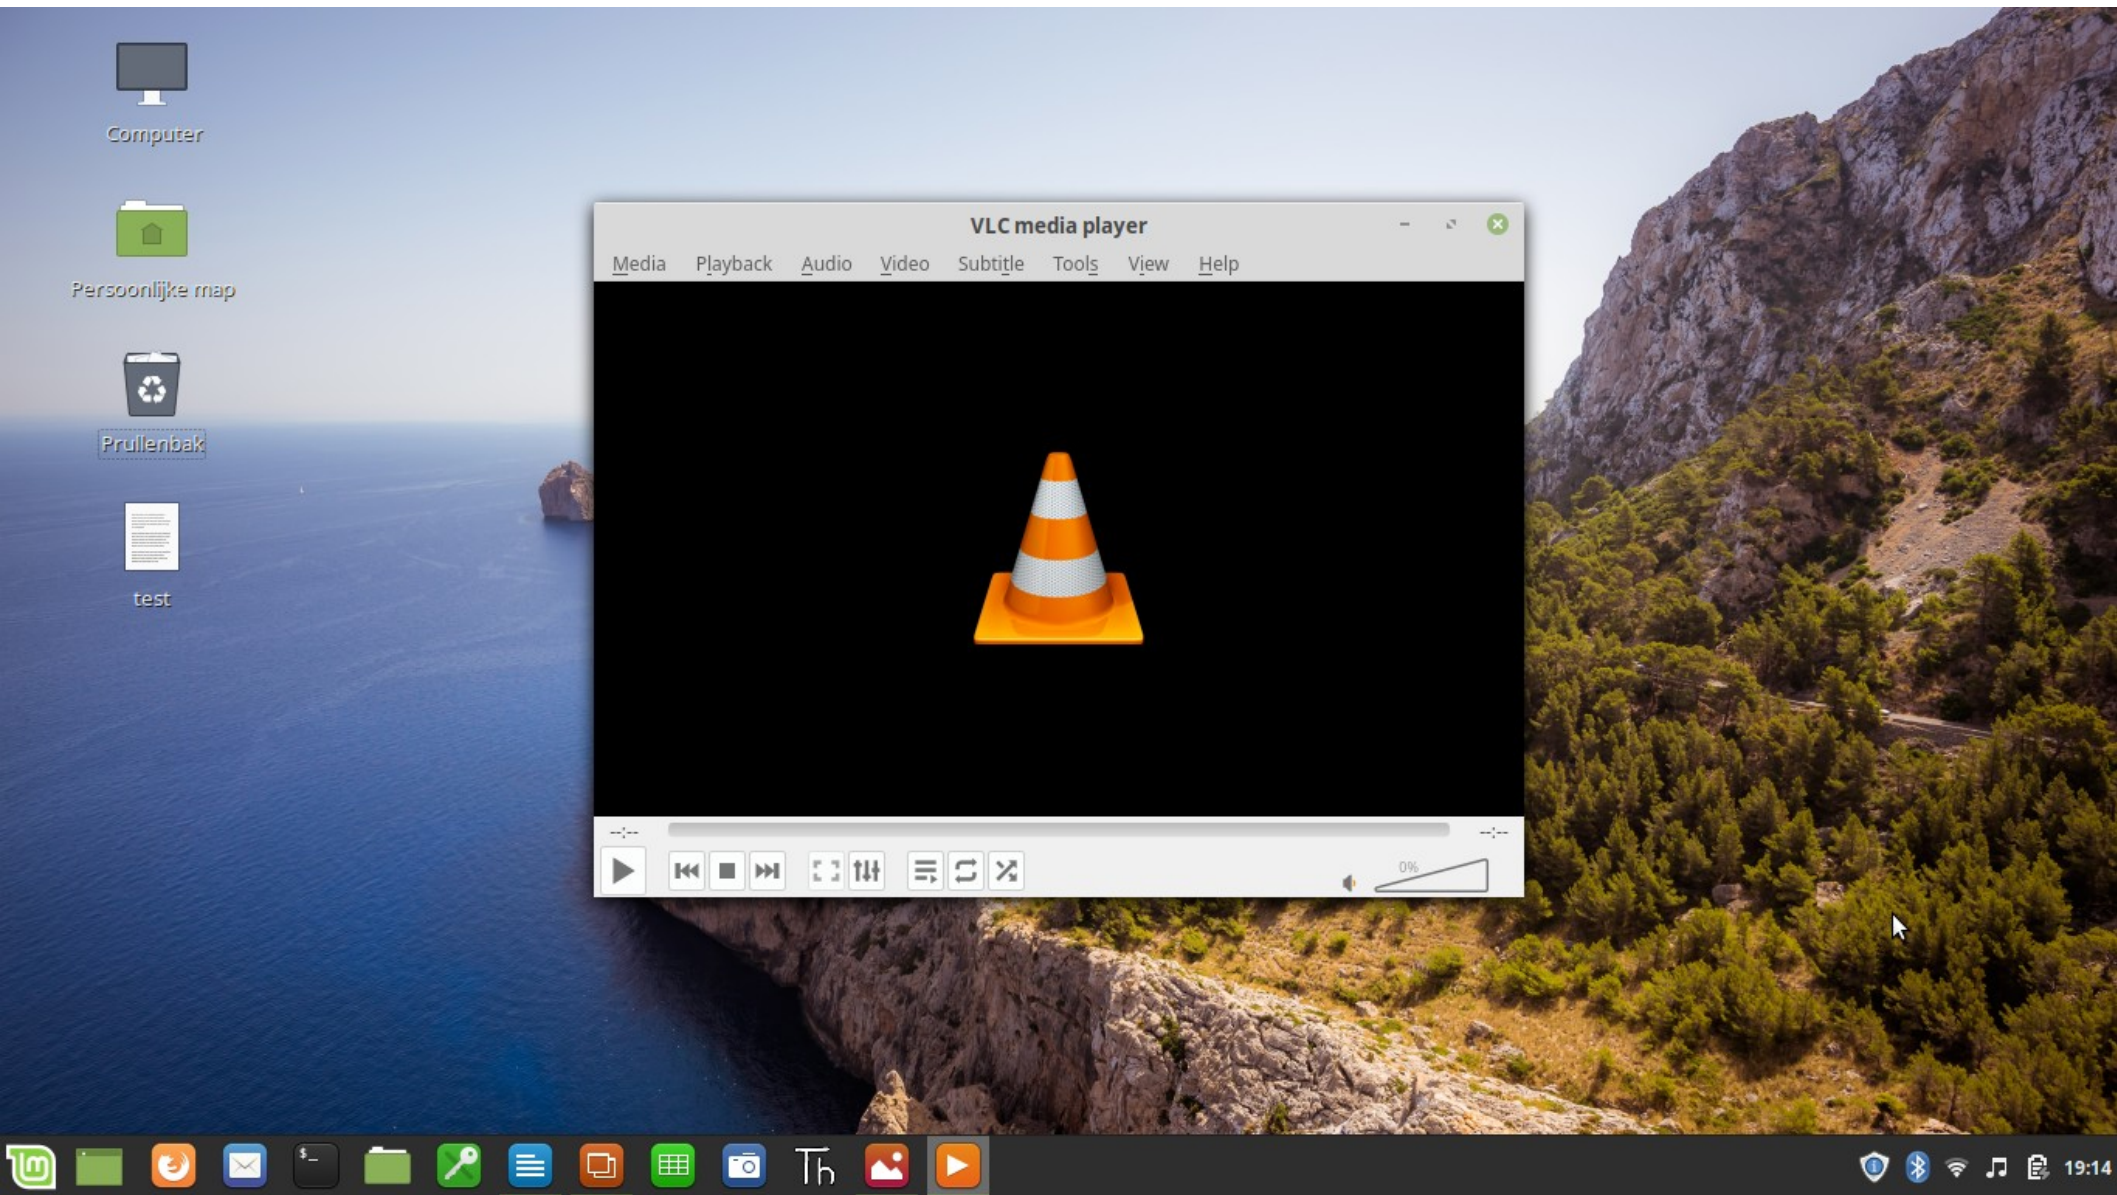 Computer
Persoonlijke map
Prullenbak
test
VLC media player
Media Playback Audio Video Subtitle Tools View Help
--:-- --:--
0%
$_
Th
19:14